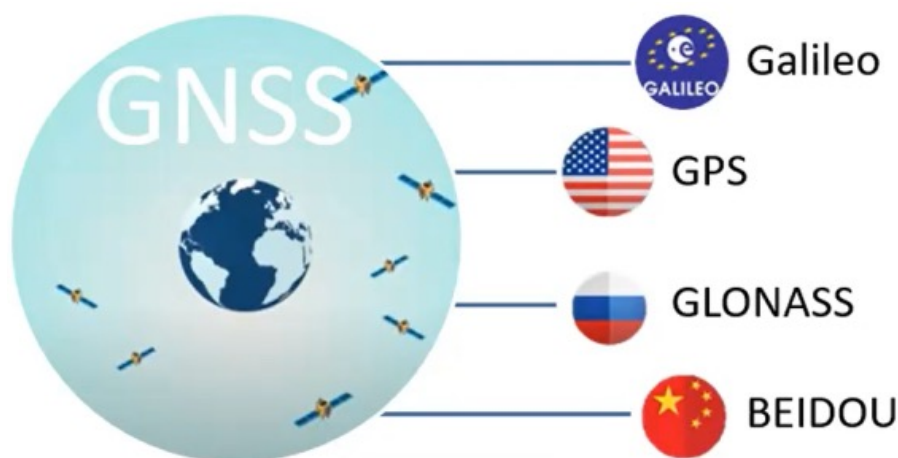 GNSS
GALILEO
Galileo
GPS
GLONASS
BEIDOU